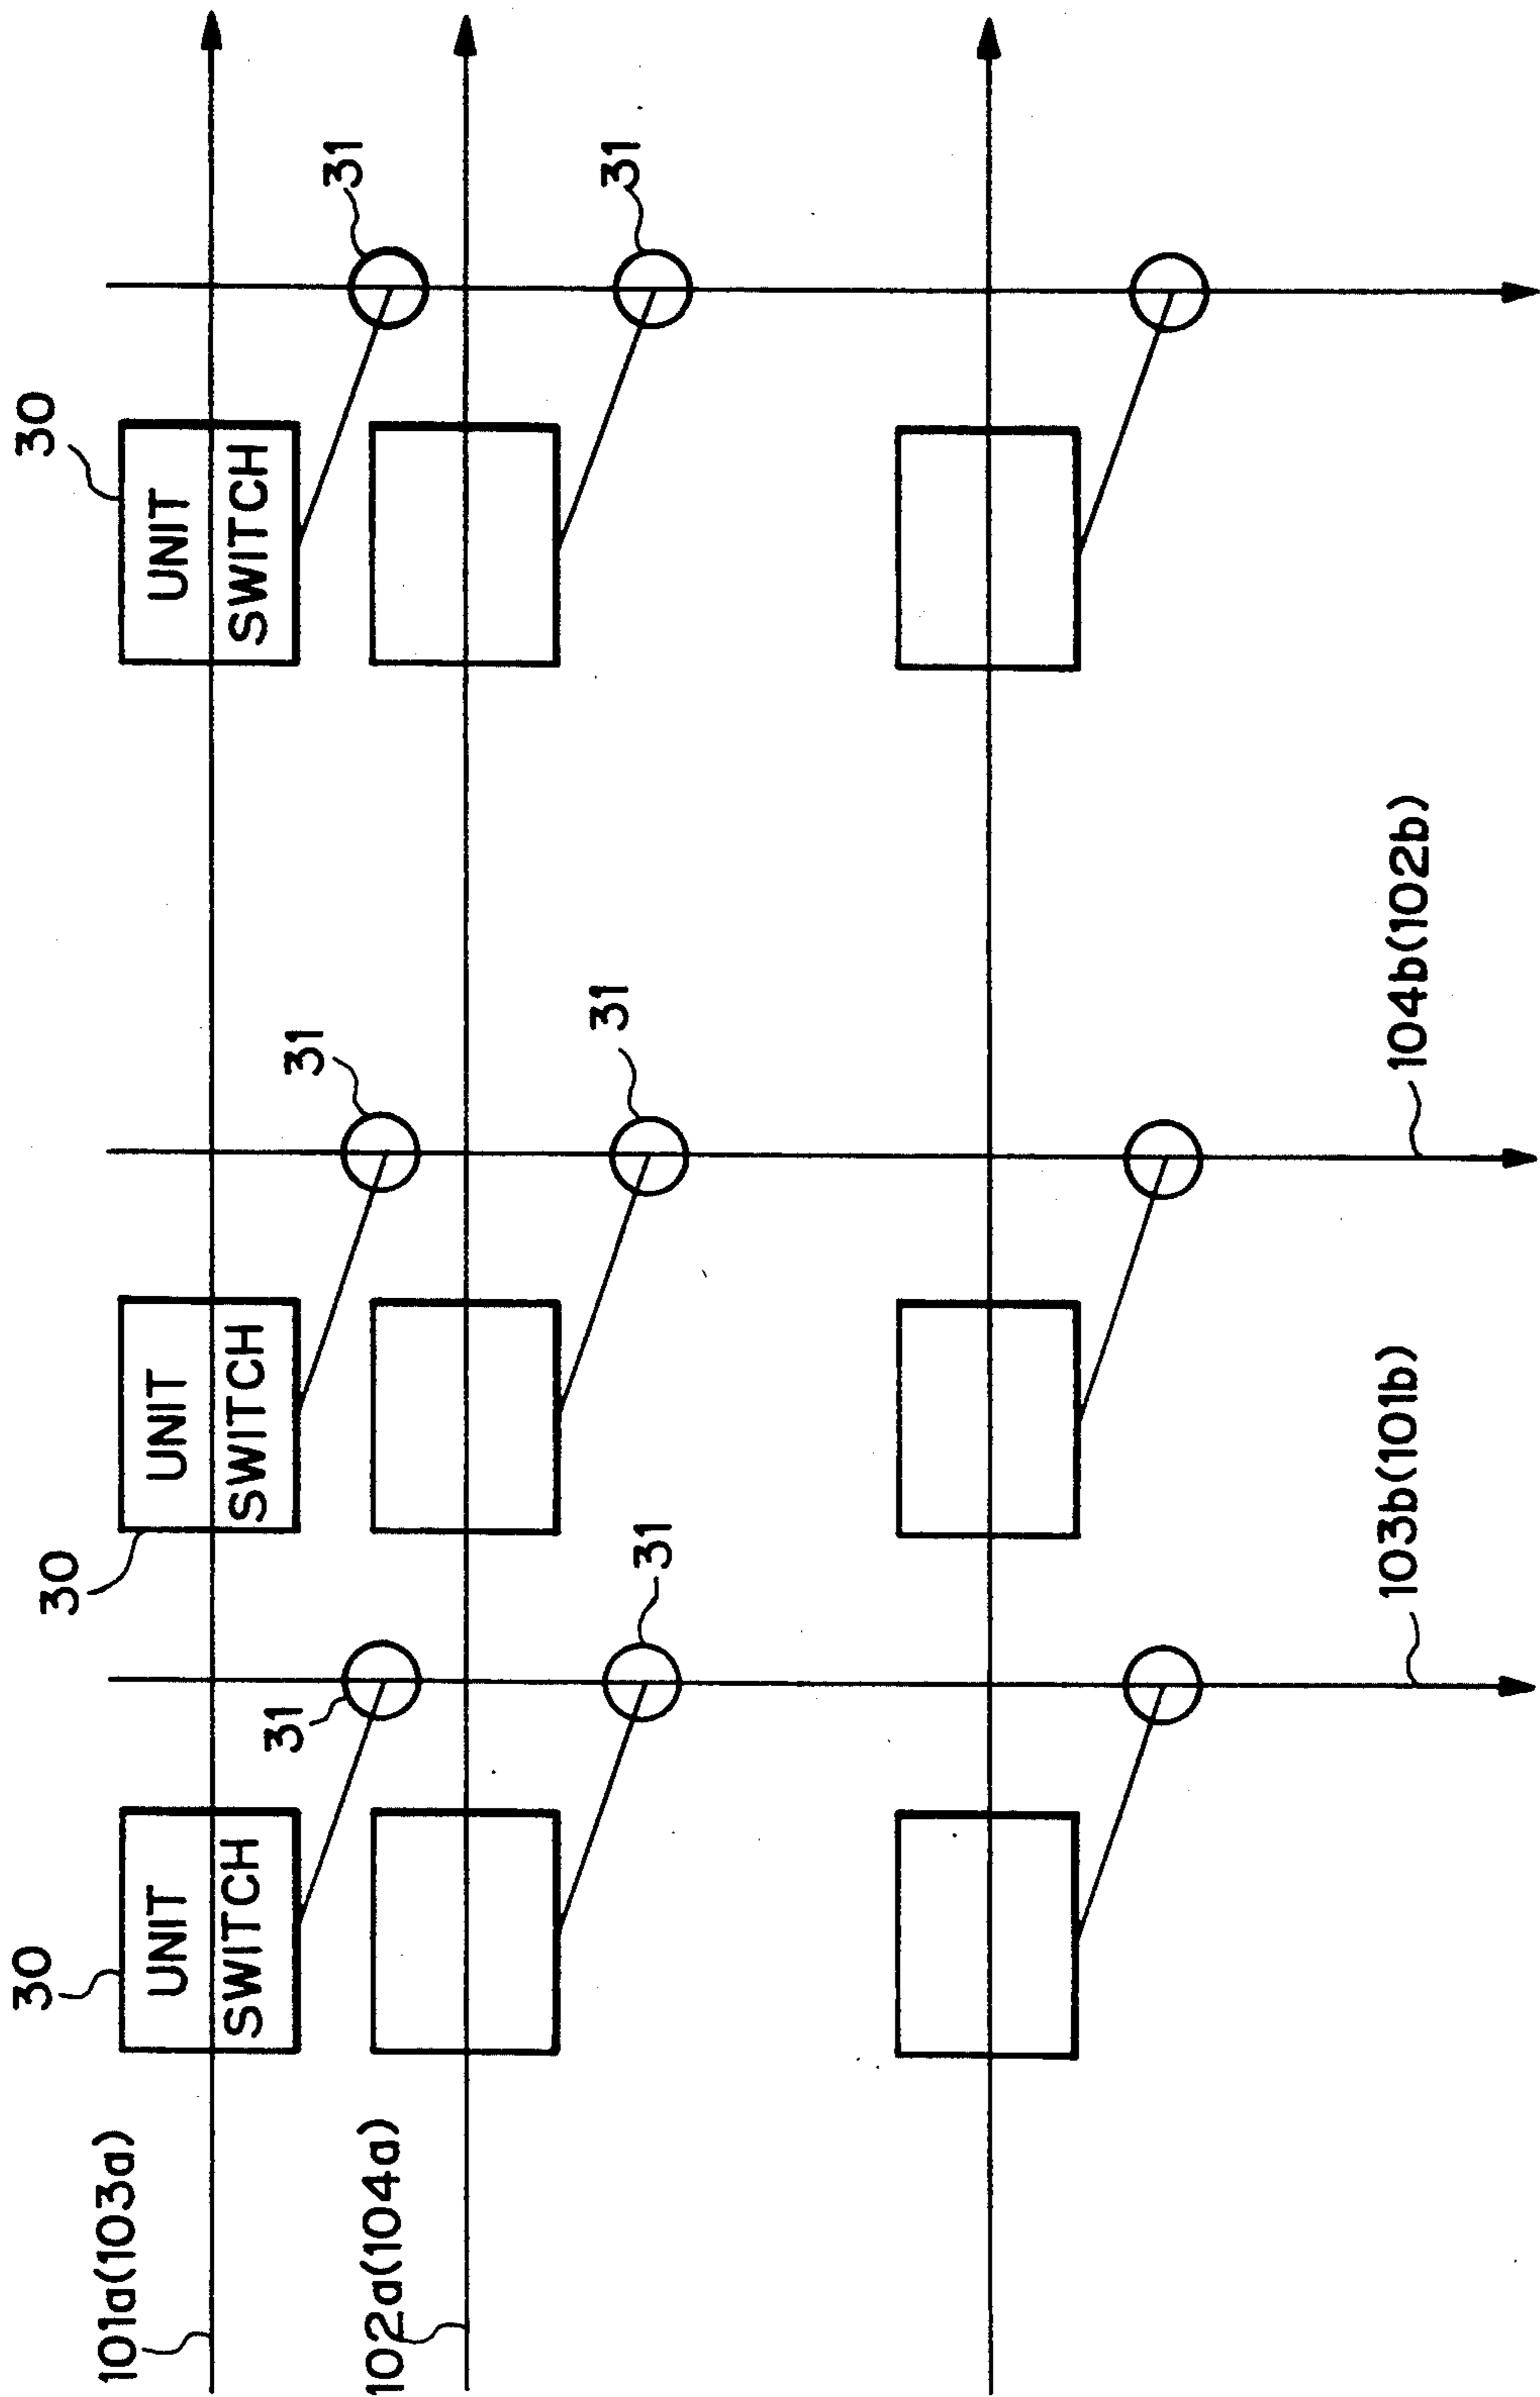 30
30
30
101a(103a)
UNIT
SWITCH
UNIT
SWITCH
UNIT
SWITCH
31
31
31
102a(104a)
31
31
31
103b(101b)
104b(102b)